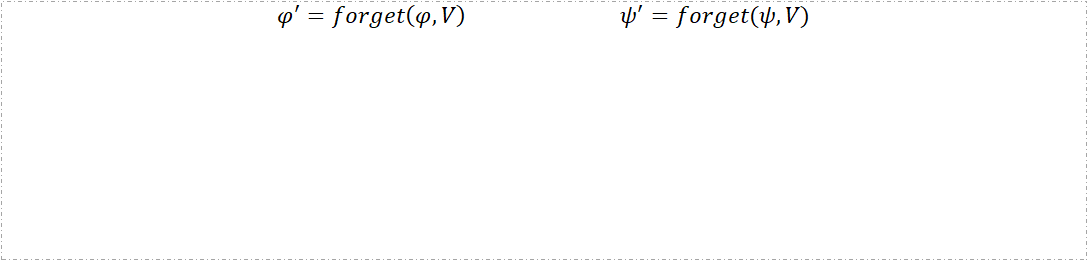 φ′ = forget(φ, V) ψ′ = forget(ψ, V)